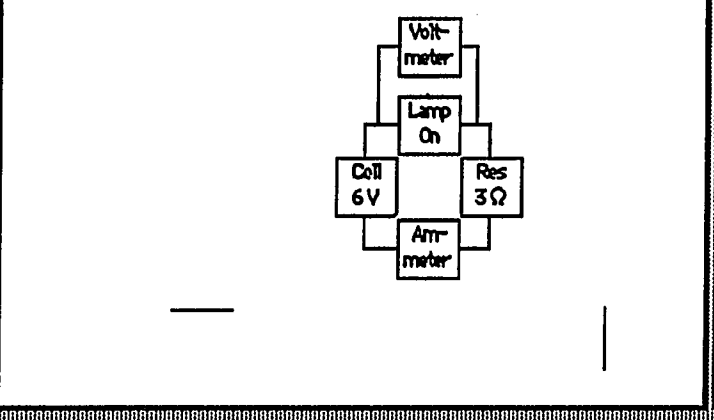 Volt-
meter
Lamp
On
Cell
6V
Res
3Ω
Am-
meter